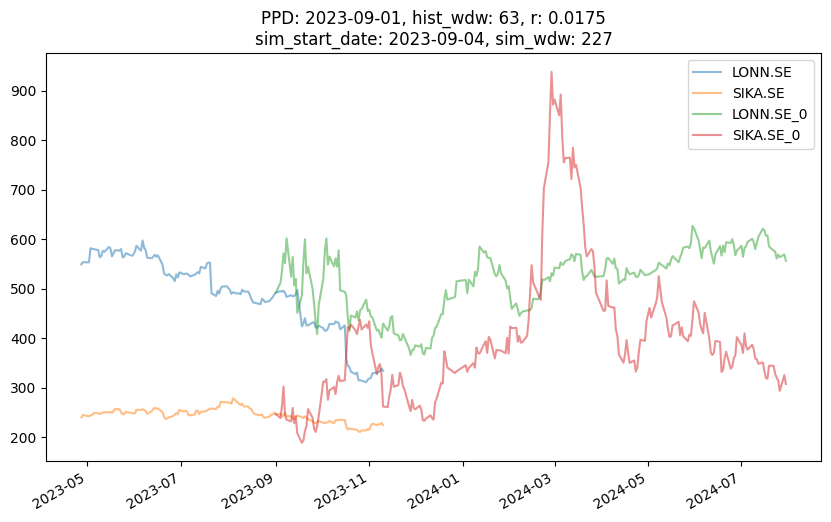 PPD: 2023-09-01, hist_wdw: 63, r: 0.0175
sim_start_date: 2023-09-04, sim_wdw: 227
LONN.SE
SIKA.SE
LONN.SE_0
SIKA.SE_0
900
800
700
600
500
400
300
200
2023-05
2023-07
2023-09
2023-11
2024-01
2024-03
2024-05
2024-07